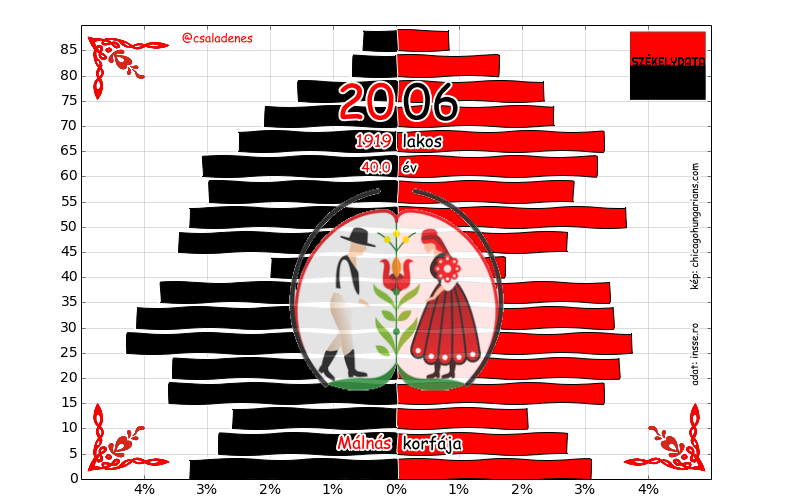 @csaladenes
SZÉKELYDATA
2006
1919 lakos
40.0 év
Málnás korfája
kép: chicagohungarians.com
adat: insse.ro
85
80
75
70
65
60
55
50
45
40
35
30
25
20
15
10
5
0
4% 3% 2% 1% 0% 1% 2% 3% 4%